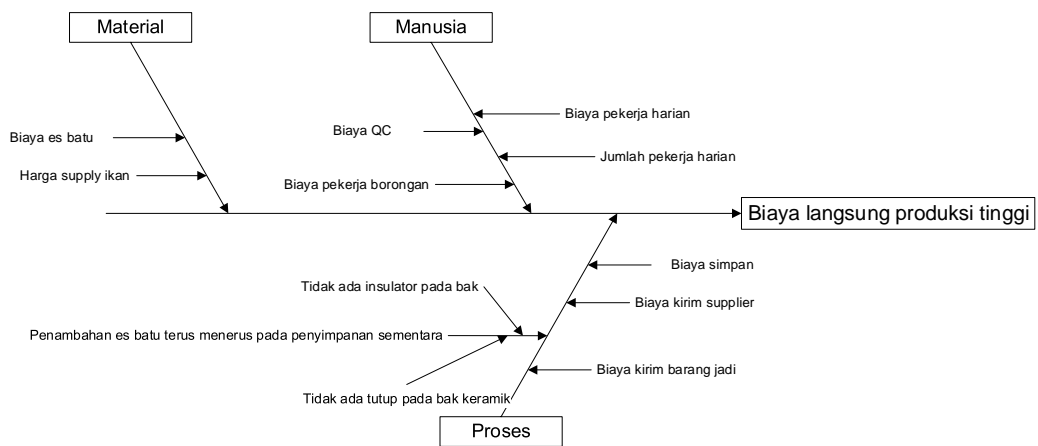 Material
Manusia
Biaya pekerja harian
Biaya QC
Biaya es batu
Jumlah pekerja harian
Harga supply ikan
Biaya pekerja borongan
Biaya langsung produksi tinggi
Biaya simpan
Tidak ada insulator pada bak
Biaya kirim supplier
Penambahan es batu terus menerus pada penyimpanan sementara
Biaya kirim barang jadi
Tidak ada tutup pada bak keramik
Proses